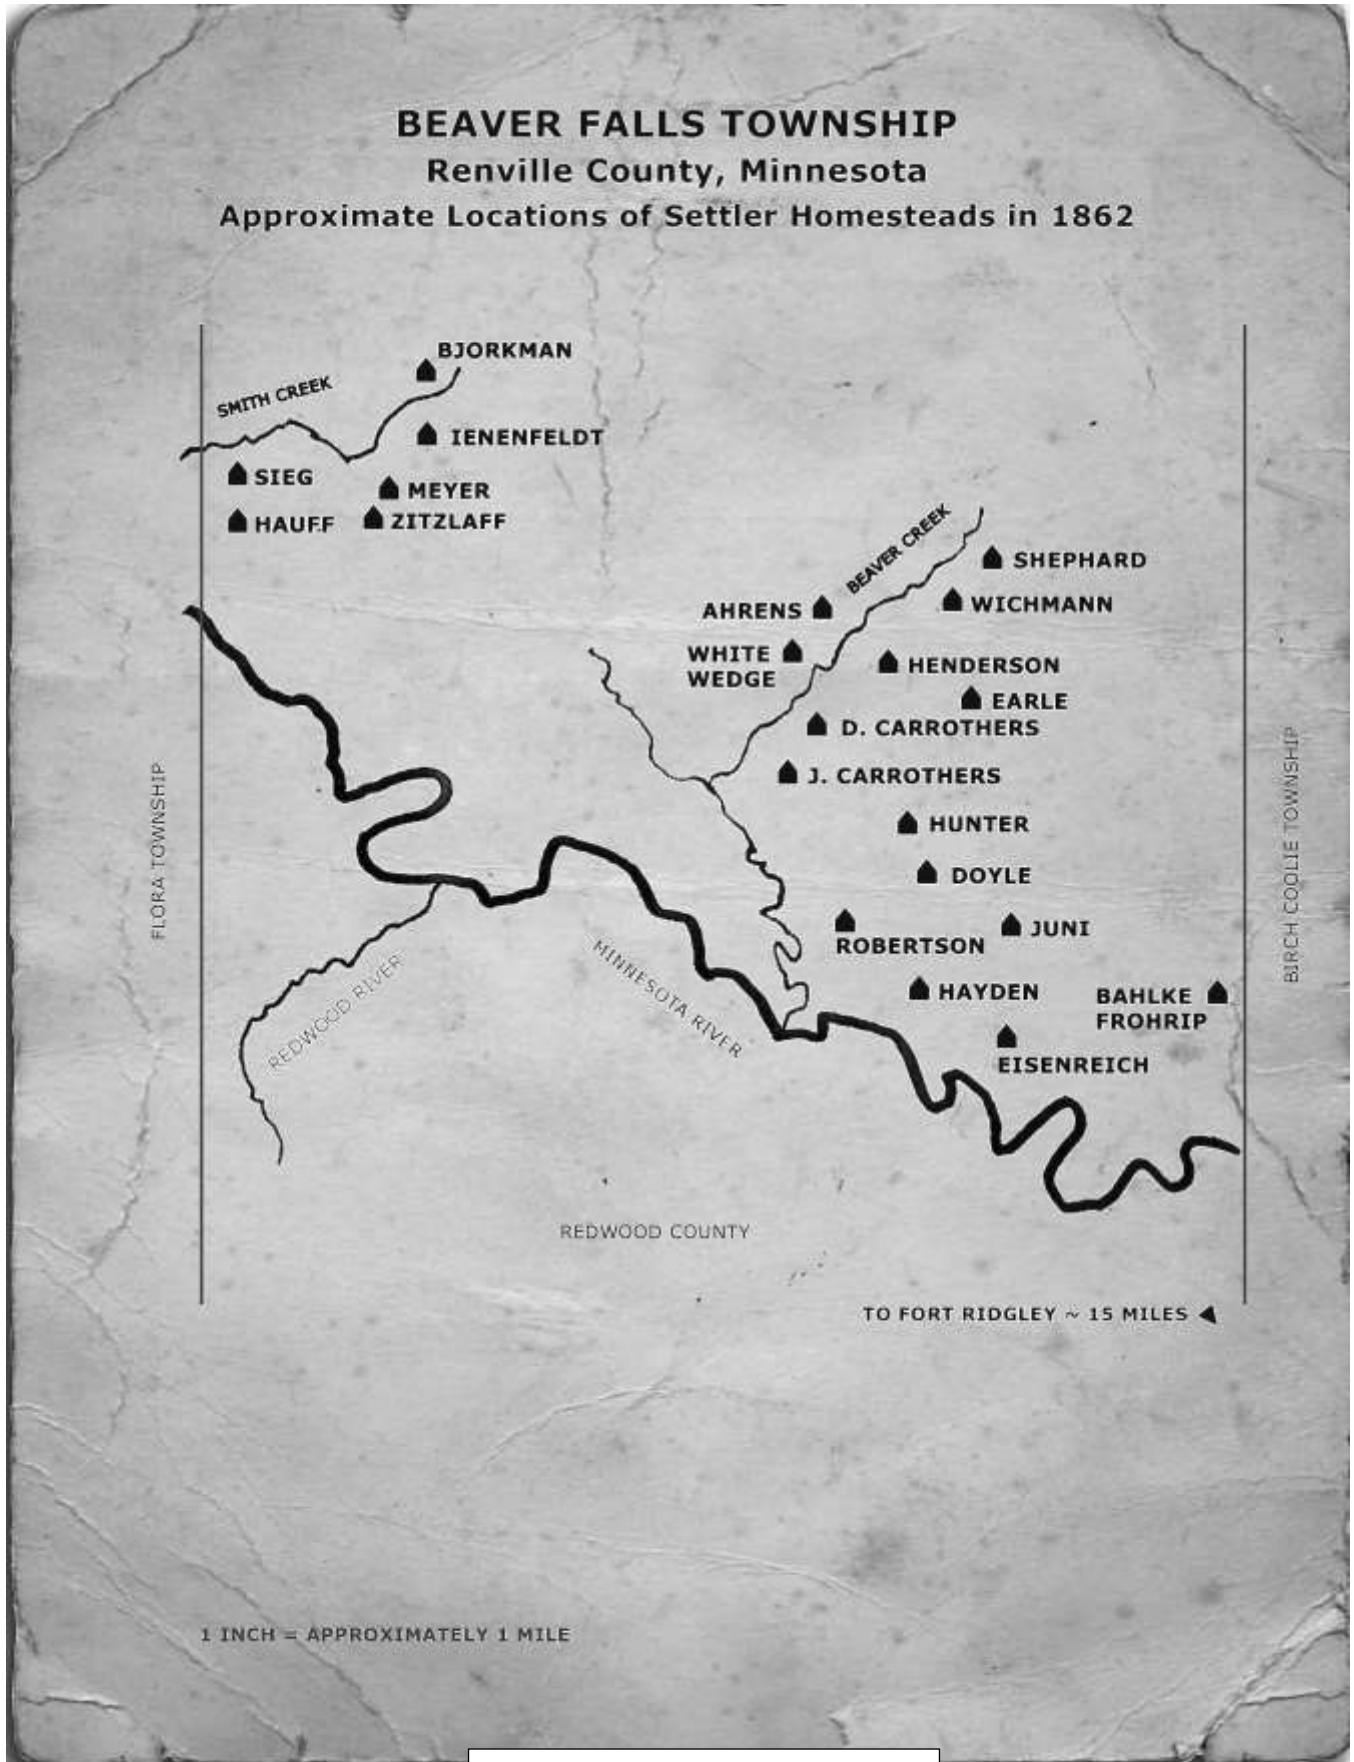 BEAVER FALLS TOWNSHIP
Renville County, Minnesota
Approximate Locations of Settler Homesteads in 1862
BJORKMAN
SMITH CREEK
IENENFELDT
SIEG
MEYER
HAUFF
ZITZLAFF
BEAVER CREEK
SHEPHARD
AHRENS
WICHMANN
WHITE
WEDGE
HENDERSON
EARLE
D. CARROTHERS
J. CARROTHERS
HUNTER
DOYLE
FLORA TOWNSHIP
BIRCH COOLIE TOWNSHIP
ROBERTSON
JUNI
MINNESOTA RIVER
REDWOOD RIVER
HAYDEN
BAHLKE
FROHRIP
EISENREICH
REDWOOD COUNTY
TO FORT RIDGLEY ~ 15 MILES
1 INCH = APPROXIMATELY 1 MILE